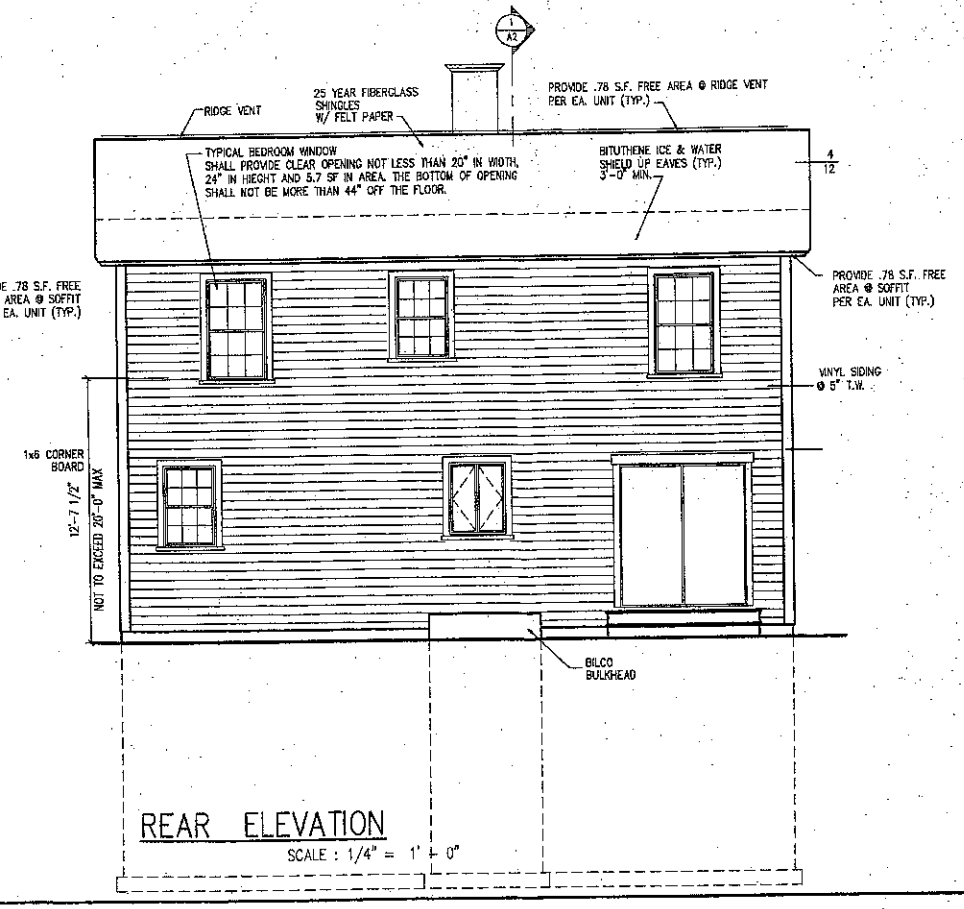 1
A2
25 YEAR FIBERGLASS
SHINGLES
W/ FELT PAPER
PROVIDE .78 S.F. FREE AREA @ RIDGE VENT
PER EA. UNIT (TYP.)
RIDGE VENT
TYPICAL BEDROOM WINDOW
SHALL PROVIDE CLEAR OPENING NOT LESS THAN 20" IN WIDTH,
24" IN HIEGHT AND 5.7 SF IN AREA. THE BOTTOM OF OPENING
SHALL NOT BE MORE THAN 44" OFF THE FLOOR.
BITUTHENE ICE & WATER
SHIELD UP EAVES (TYP.)
3'-0" MIN.
4
12
DE .78 S.F. FREE
AREA @ SOFFIT
EA. UNIT (TYP.)
PROVIDE .78 S.F. FREE
AREA @ SOFFIT
PER EA. UNIT (TYP.)
VINYL SIDING
@ 5" T.W.
1x6 CORNER
BOARD
12'-7 1/2"
NOT TO EXCEED 20'-0" MAX
BILCO
BULKHEAD
REAR ELEVATION
SCALE : 1/4" = 1' - 0"